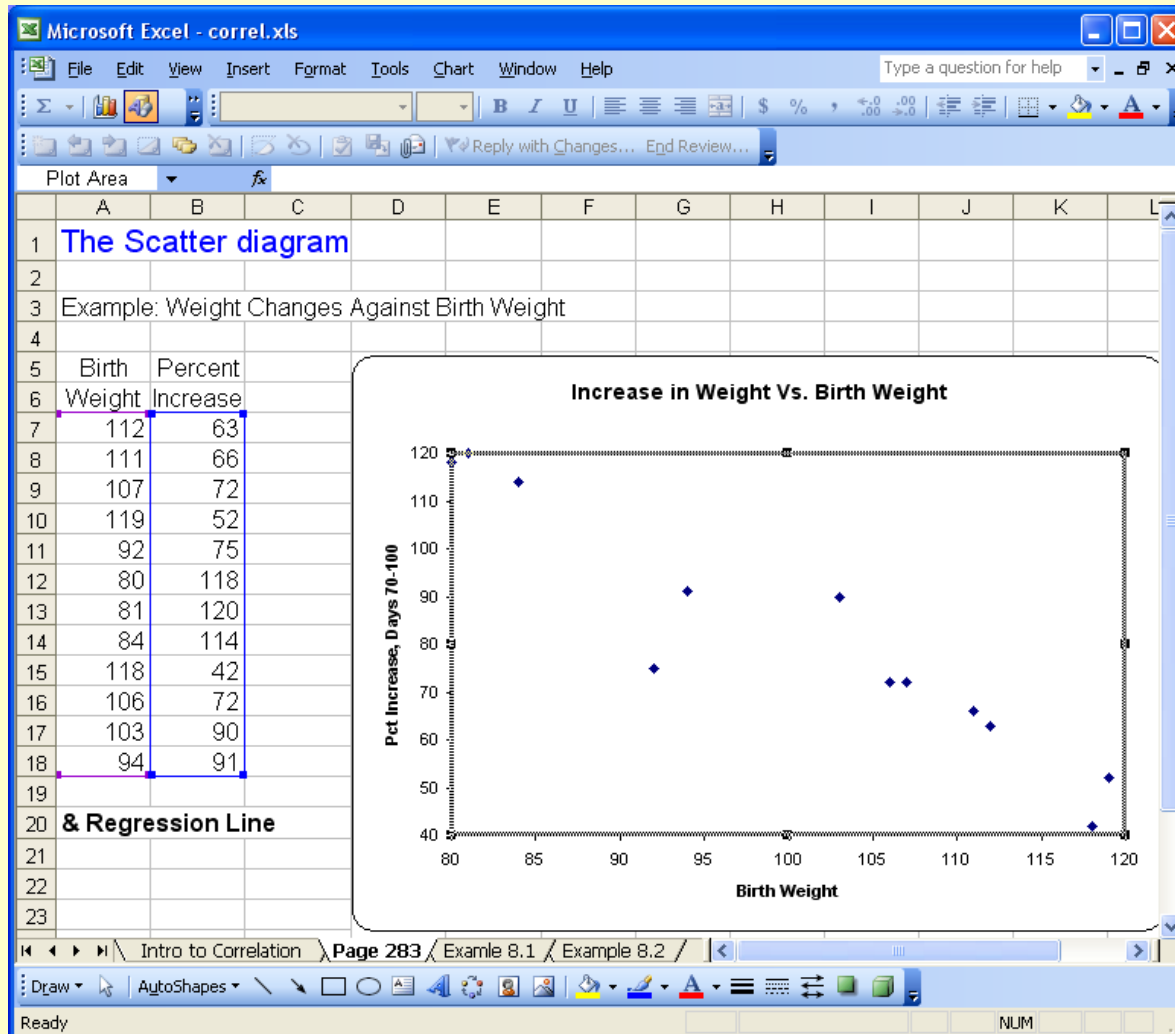 Microsoft Excel - correl.xls
File Edit View Insert Format Tools Chart Window Help Type a question for help
Σ B I U $ % , .00 A
Reply with Changes... End Review...
Plot Area fx
A B C D E F G H I J K L
1 The Scatter diagram
2
3 Example: Weight Changes Against Birth Weight
4
5 Birth Percent
6 Weight Increase
7 112 63
8 111 66
9 107 72
10 119 52
11 92 75
12 80 118
13 81 120
14 84 114
15 118 42
16 106 72
17 103 90
18 94 91
19
20 & Regression Line
21
22
23
Increase in Weight Vs. Birth Weight
Pct Increase, Days 70-100
120
110
100
90
80
70
60
50
40
80 85 90 95 100 105 110 115 120
Birth Weight
Intro to Correlation Page 283 Examle 8.1 Example 8.2
Draw AutoShapes A A
Ready NUM